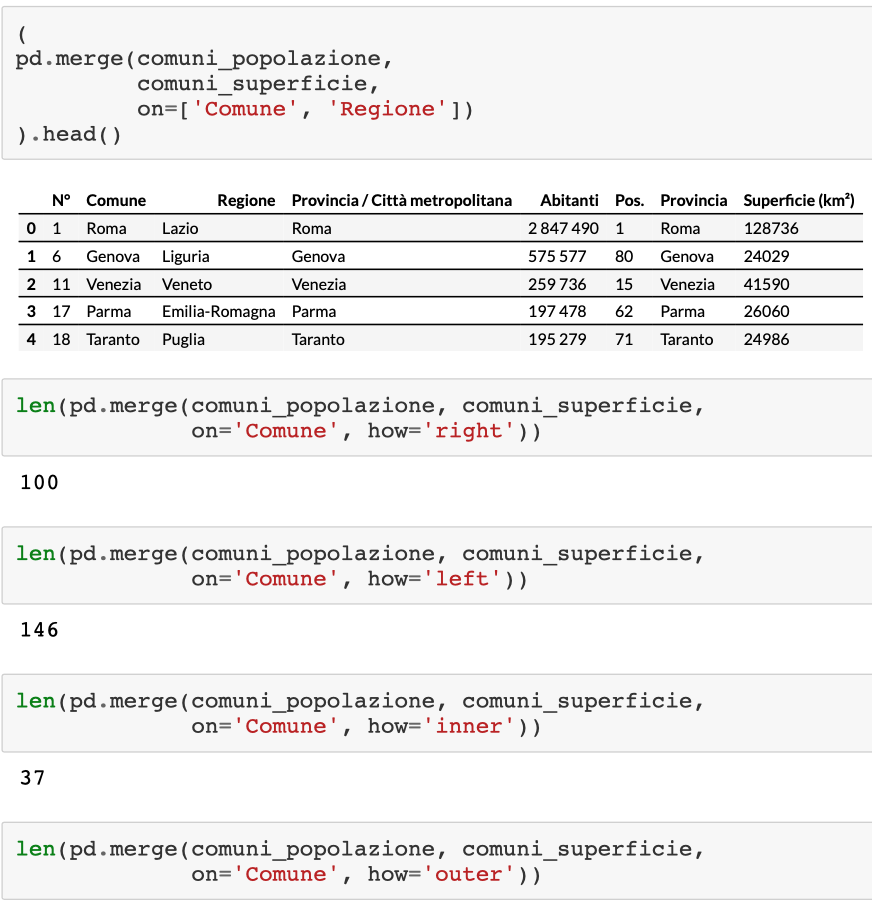 (
pd.merge(comuni_popolazione,
         comuni_superficie,
         on=['Comune', 'Regione'])
).head()
N° Comune Regione Provincia / Città metropolitana Abitanti Pos. Provincia Superficie (km²)
0 1 Roma Lazio Roma 2 847 490 1 Roma 128736
1 6 Genova Liguria Genova 575 577 80 Genova 24029
2 11 Venezia Veneto Venezia 259 736 15 Venezia 41590
3 17 Parma Emilia-Romagna Parma 197 478 62 Parma 26060
4 18 Taranto Puglia Taranto 195 279 71 Taranto 24986
len(pd.merge(comuni_popolazione, comuni_superficie,
             on='Comune', how='right'))
100
len(pd.merge(comuni_popolazione, comuni_superficie,
             on='Comune', how='left'))
146
len(pd.merge(comuni_popolazione, comuni_superficie,
             on='Comune', how='inner'))
37
len(pd.merge(comuni_popolazione, comuni_superficie,
             on='Comune', how='outer'))